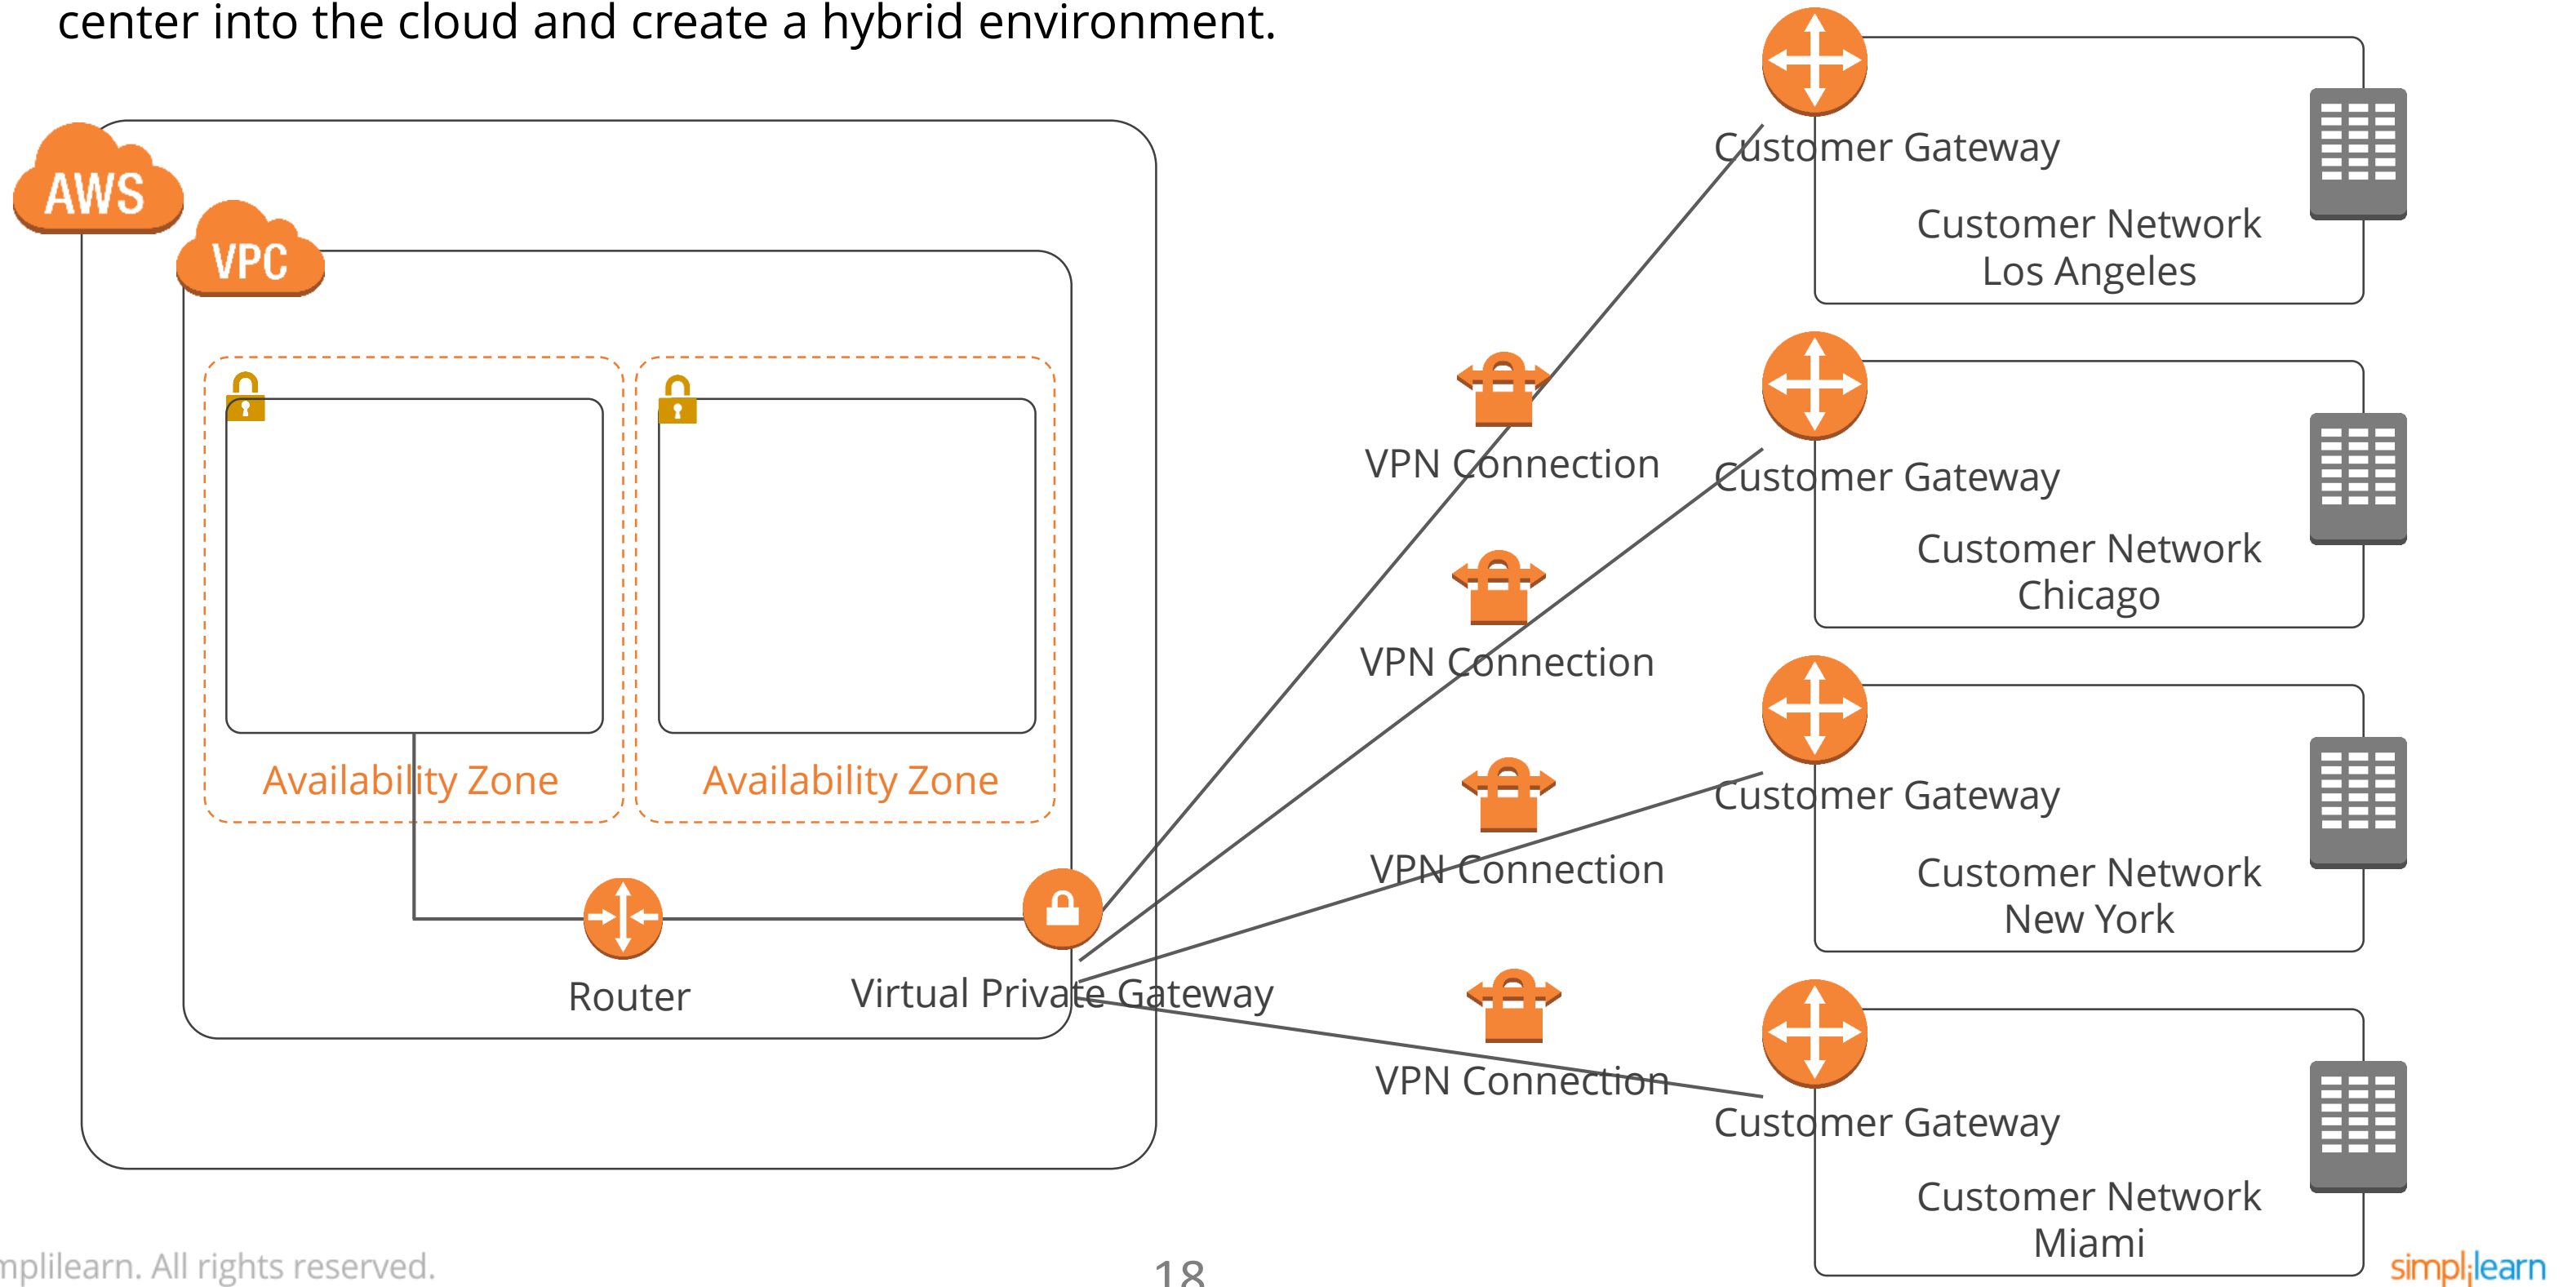 center into the cloud and create a hybrid environment.
AWS
VPC
Availability Zone
Availability Zone
Router
Virtual Private Gateway
VPN Connection
VPN Connection
VPN Connection
VPN Connection
Customer Gateway
Customer Network
Los Angeles
Customer Gateway
Customer Network
Chicago
Customer Gateway
Customer Network
New York
Customer Gateway
Customer Network
Miami
mplilearn. All rights reserved.
18
simplilearn